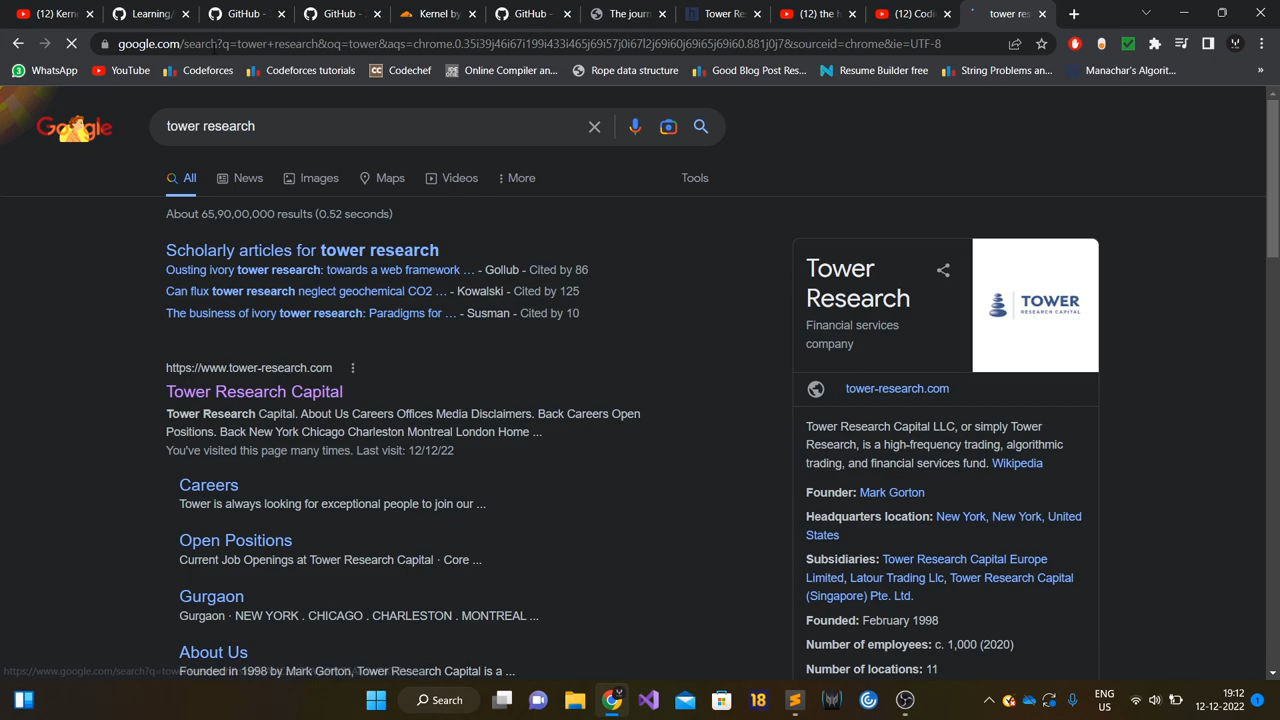 (12) Kerne
Learning/
GitHub -
GitHub -
Kernel by
GitHub -
The journ
Tower Re
(12) the h
(12) Codi
tower res
google.com/search?q=tower+research&oq=tower&aqs=chrome.0.35i39j46i67i199i433i465j69i57j0i67l2j69i60j69i65j69i60.881j0j7&sourceid=chrome&ie=UTF-8
WhatsApp
YouTube
Codeforces
Codeforces tutorials
Codechef
Online Compiler an...
Rope data structure
Good Blog Post Res...
Resume Builder free
String Problems an...
Manachar's Algorit...
»
Google
tower research
All
News
Images
Maps
Videos
More
Tools
About 65,90,00,000 results (0.52 seconds)
Scholarly articles for tower research
Ousting ivory tower research: towards a web framework ... - Gollub - Cited by 86
Can flux tower research neglect geochemical CO2 ... - Kowalski - Cited by 125
The business of ivory tower research: Paradigms for ... - Susman - Cited by 10
https://www.tower-research.com
Tower Research Capital
Tower Research Capital. About Us Careers Offices Media Disclaimers. Back Careers Open
Positions. Back New York Chicago Charleston Montreal London Home ...
You've visited this page many times. Last visit: 12/12/22
Careers
Tower is always looking for exceptional people to join our ...
Open Positions
Current Job Openings at Tower Research Capital · Core ...
Gurgaon
Gurgaon · NEW YORK . CHICAGO . CHARLESTON . MONTREAL ...
About Us
Founded in 1998 by Mark Gorton, Tower Research Capital is a ...
Tower
Research
Financial services
company
TOWER
RESEARCH CAPITAL
tower-research.com
Tower Research Capital LLC, or simply Tower
Research, is a high-frequency trading, algorithmic
trading, and financial services fund. Wikipedia
Founder: Mark Gorton
Headquarters location: New York, New York, United
States
Subsidiaries: Tower Research Capital Europe
Limited, Latour Trading Llc, Tower Research Capital
(Singapore) Pte. Ltd.
Founded: February 1998
Number of employees: c. 1,000 (2020)
Number of locations: 11
Search
18
ENG
US
19:12
12-12-2022
1